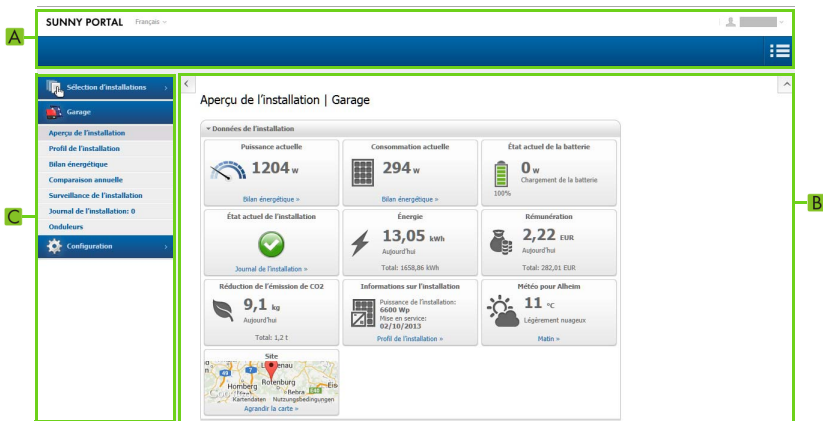 SUNNY PORTAL Français
A
Sélection d'installations
Garage
Aperçu de l'installation
Profil de l'installation
Bilan énergétique
Comparaison annuelle
Surveillance de l'installation
Journal de l'installation: 0
Onduleurs
Configuration
C
B
Aperçu de l'installation | Garage
Données de l'installation
Puissance actuelle
1204 w
Bilan énergétique »
Consommation actuelle
294 w
Bilan énergétique »
État actuel de la batterie
0 w
Chargement de la batterie
100%
État actuel de l'installation
Journal de l'installation »
Énergie
13,05 kWh
Aujourd'hui
Total: 1658,86 kWh
Rémunération
2,22 EUR
Aujourd'hui
Total: 282,01 EUR
Réduction de l'émission de CO2
9,1 kg
Aujourd'hui
Total: 1,2 t
Informations sur l'installation
Puissance de l'installation:
6600 Wp
Mise en service:
02/10/2013
Profil de l'installation »
Météo pour Alheim
11 °C
Légèrement nuageux
Matin »
Site
Homberg
Rotenburg
Bebra
Eis
Kartendaten Nutzungsbedingungen
Agrandir la carte »